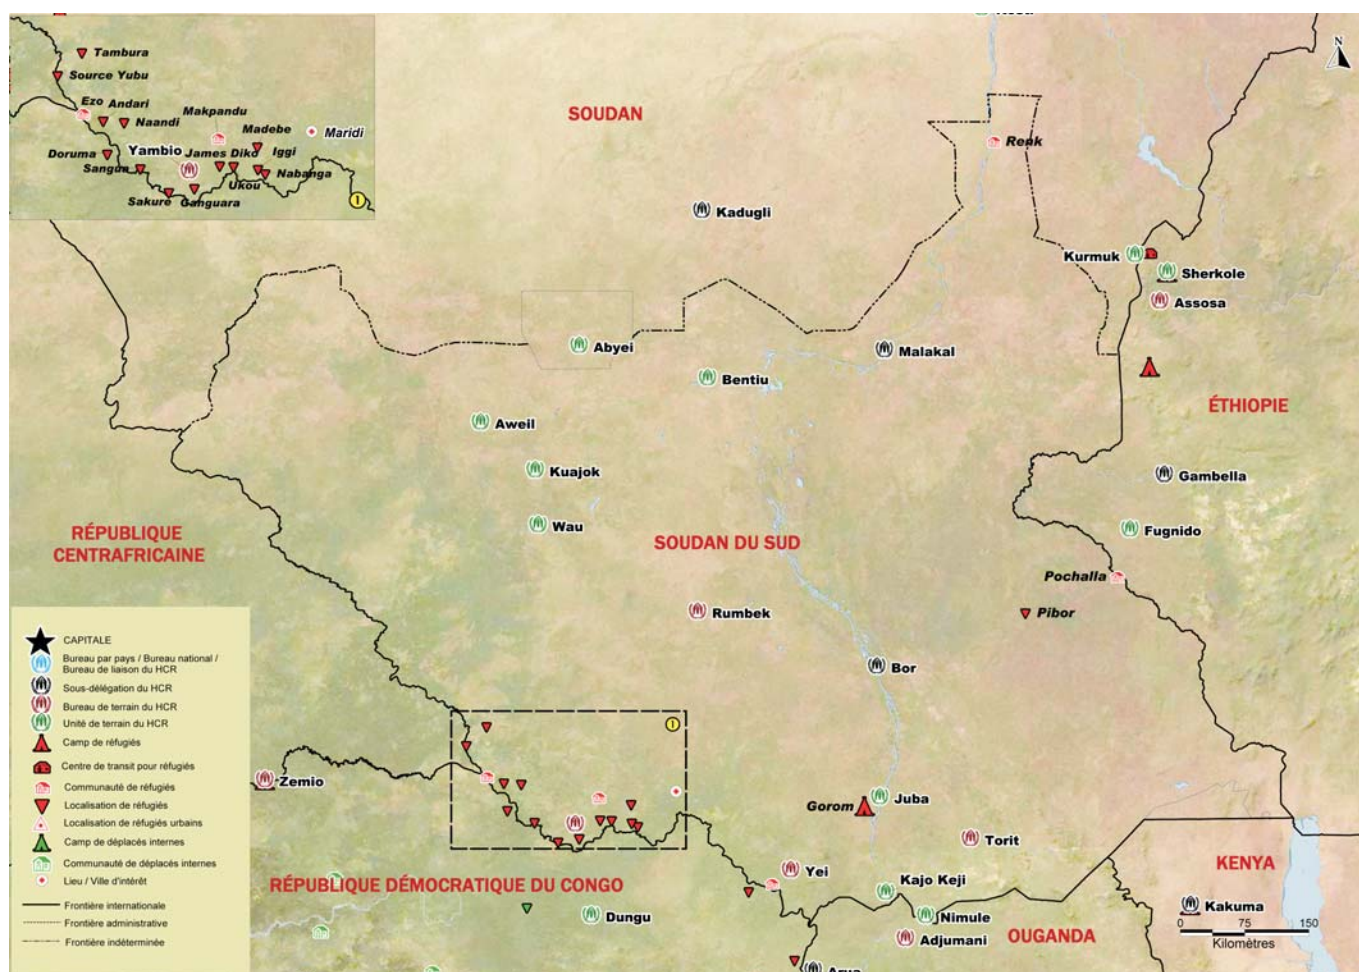 Tambura
Source Yubu
Ezo
Andari
Makpandu
Naandi
Madebe
Maridi
Doruma
Yambio
James Diko
Iggi
Sangua
Ukou
Nabanga
Sakure
Ganguara
1
N
SOUDAN
Renk
Kadugli
Kurmuk
Sherkole
Assosa
Abyei
Malakal
Bentiu
ÉTHIOPIE
Aweil
Kuajok
Gambella
Wau
Fugnido
RÉPUBLIQUE
CENTRAFRICAINE
SOUDAN DU SUD
Pochalla
Rumbek
Pibor
Bor
1
Zemio
Gorom
Juba
Torit
Yei
KENYA
RÉPUBLIQUE DÉMOCRATIQUE DU CONGO
Kajo Keji
Dungu
Nimule
Kakuma
Adjumani
OUGANDA
Arua
CAPITALE
Bureau par pays / Bureau national /
Bureau de liaison du HCR
Sous-délégation du HCR
Bureau de terrain du HCR
Unité de terrain du HCR
Camp de réfugiés
Centre de transit pour réfugiés
Communauté de réfugiés
Localisation de réfugiés
Localisation de réfugiés urbains
Camp de déplacés internes
Communauté de déplacés internes
Lieu / Ville d'intérêt
Frontière internationale
Frontière administrative
Frontière indéterminée
0 75 150
Kilomètres